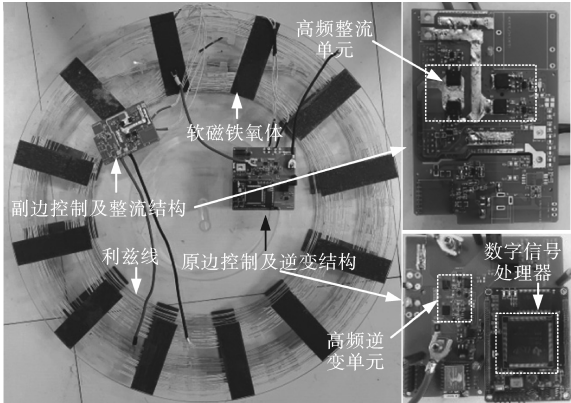 高频整流
单元
软磁铁氧体
副边控制及整流结构
利兹线
原边控制及逆变结构
数字信号
处理器
高频逆
变单元